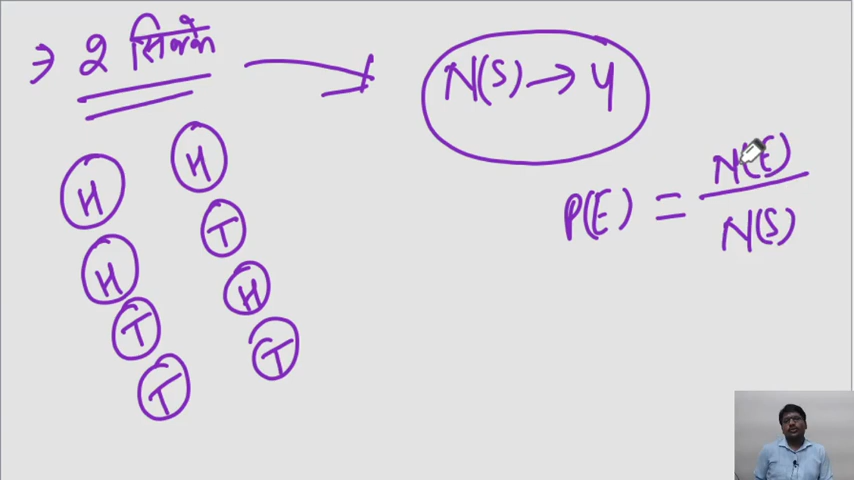 → 2 सिक्के
N(S) → 4
P(E) = N(E) / N(S)
H H
H T
T H
T T